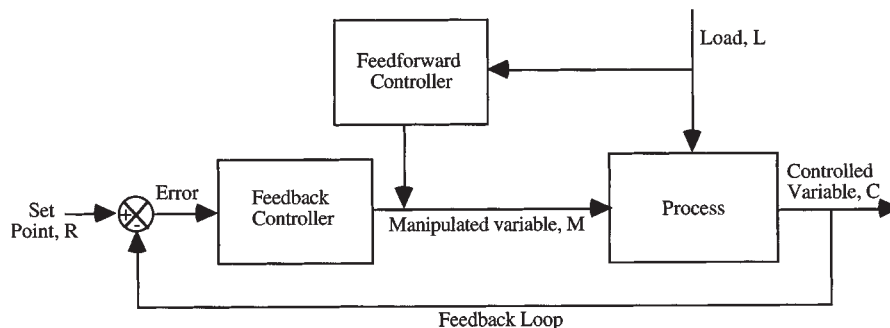 Load, L
Feedforward
Controller
Controlled
Variable, C
Error
+
-
Set
Point, R
Feedback
Controller
Manipulated variable, M
Process
Feedback Loop